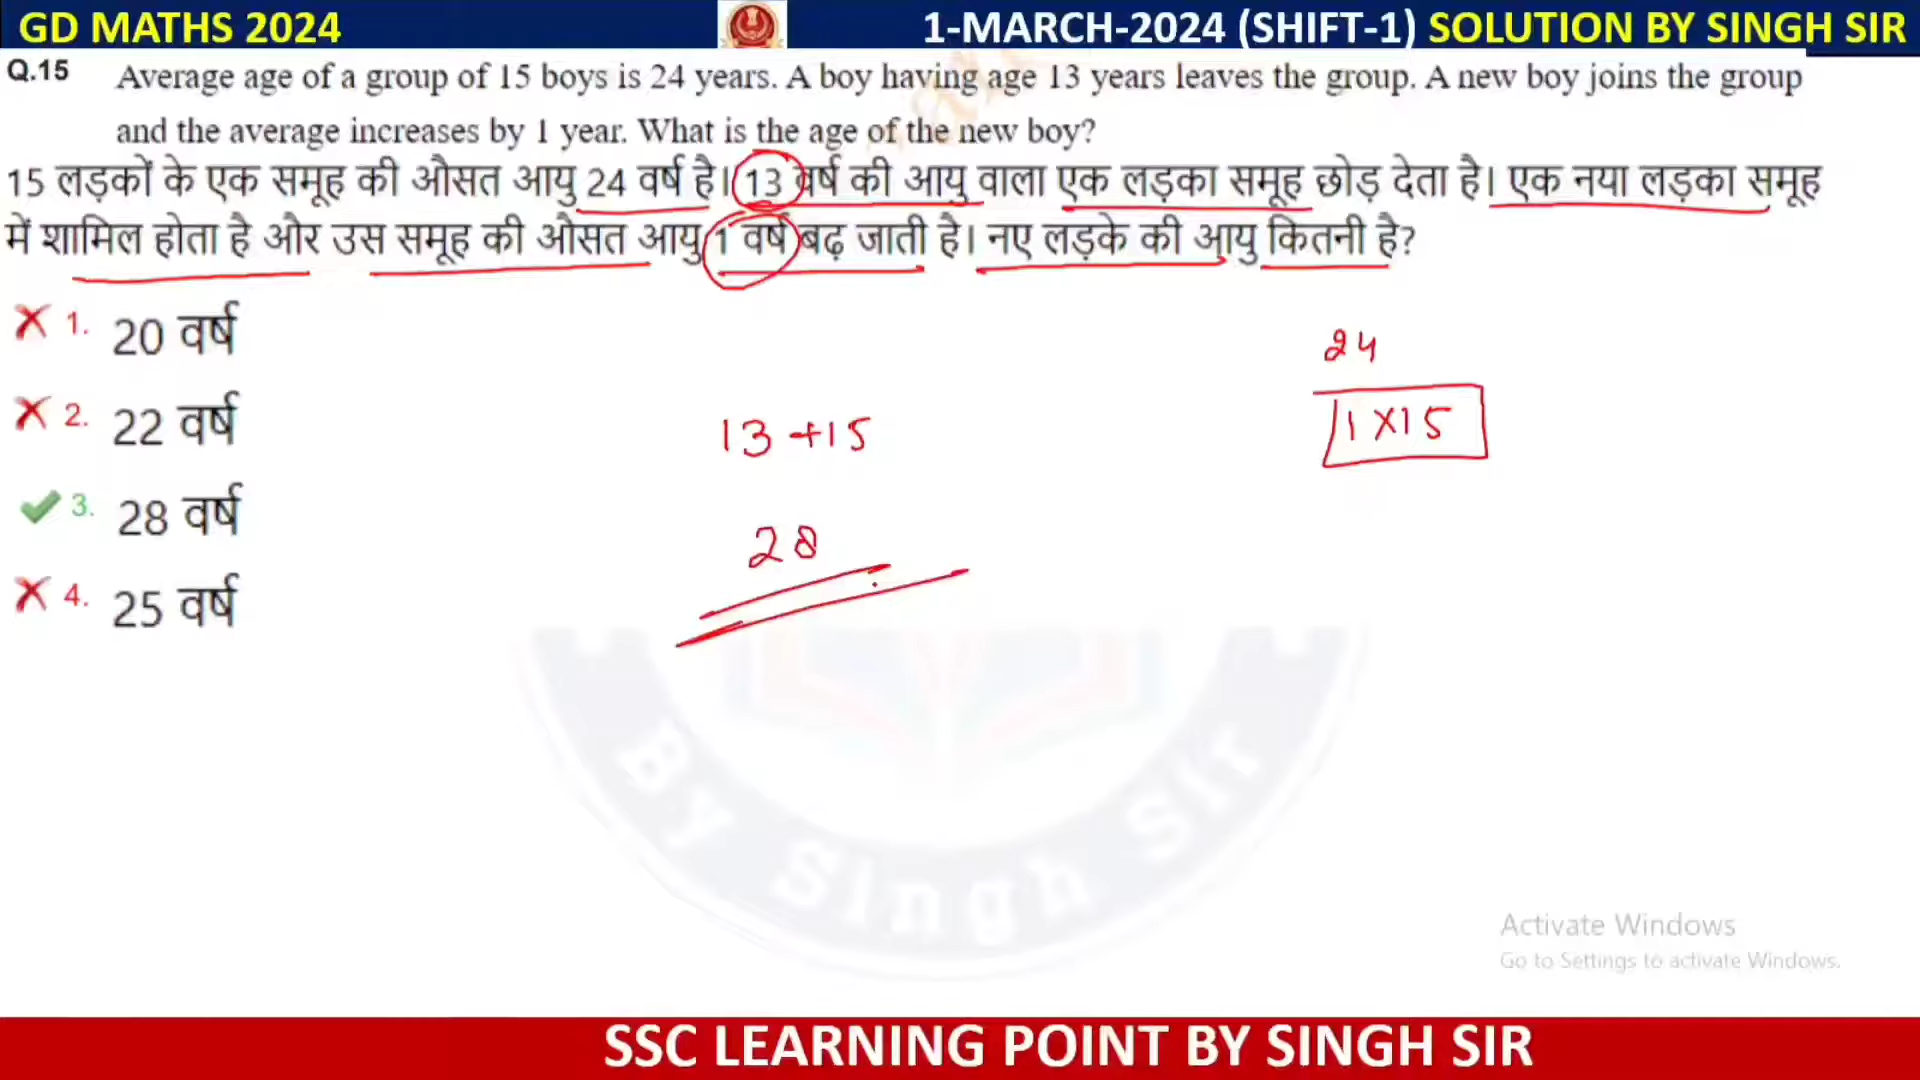 GD MATHS 2024
1-MARCH-2024 (SHIFT-1) SOLUTION BY SINGH SIR
Q.15 Average age of a group of 15 boys is 24 years. A boy having age 13 years leaves the group. A new boy joins the group
and the average increases by 1 year. What is the age of the new boy?
15 लड़कों के एक समूह की औसत आयु 24 वर्ष है। 13 वर्ष की आयु वाला एक लड़का समूह छोड़ देता है। एक नया लड़का समूह
में शामिल होता है और उस समूह की औसत आयु 1 वर्ष बढ़ जाती है। नए लड़के की आयु कितनी है?
1. 20 वर्ष
2. 22 वर्ष
3. 28 वर्ष
4. 25 वर्ष
24
1×15
13+15
28
By Singh Sir
Activate Windows
Go to Settings to activate Windows.
SSC LEARNING POINT BY SINGH SIR